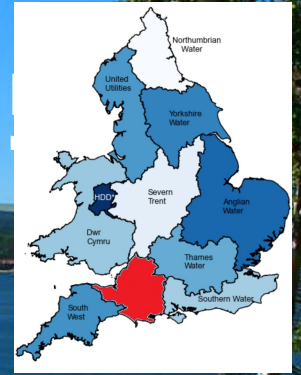 Northumbrian
Water
United
Utilities
Yorkshire
Water
HDD
Severn
Trent
Anglian
Water
Dwr
Cymru
Thames
Water
Southern Water
South
West